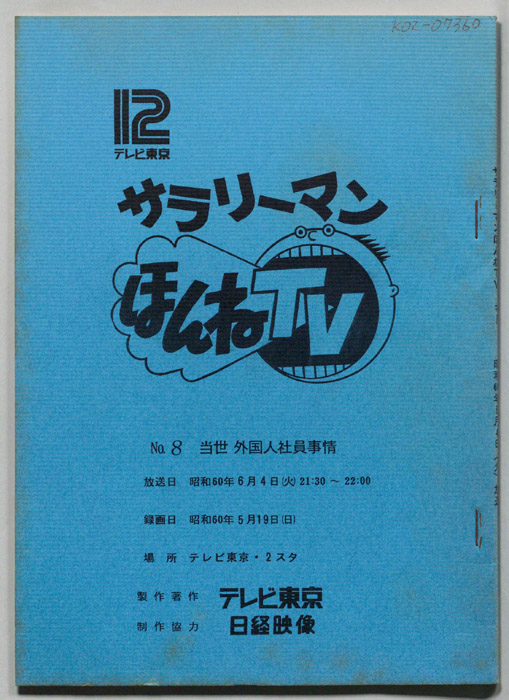 KOZ-07360
12
テレビ東京
サラリーマン
ほんねTV
No.8 当世 外国人社員事情
放送日 昭和60年6月4日(火)21:30～22:00
録画日 昭和60年5月19日(日)
場所 テレビ東京・2スタ
製作著作 テレビ東京
制作協力 日経映像